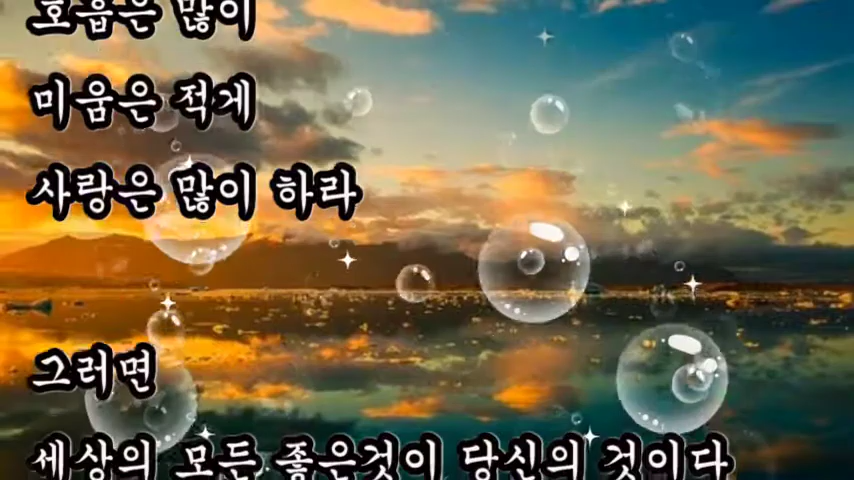 호흡은 많이
미움은 적게
사랑은 많이 하라
그러면
세상의 모든 좋은것이 당신의 것이다